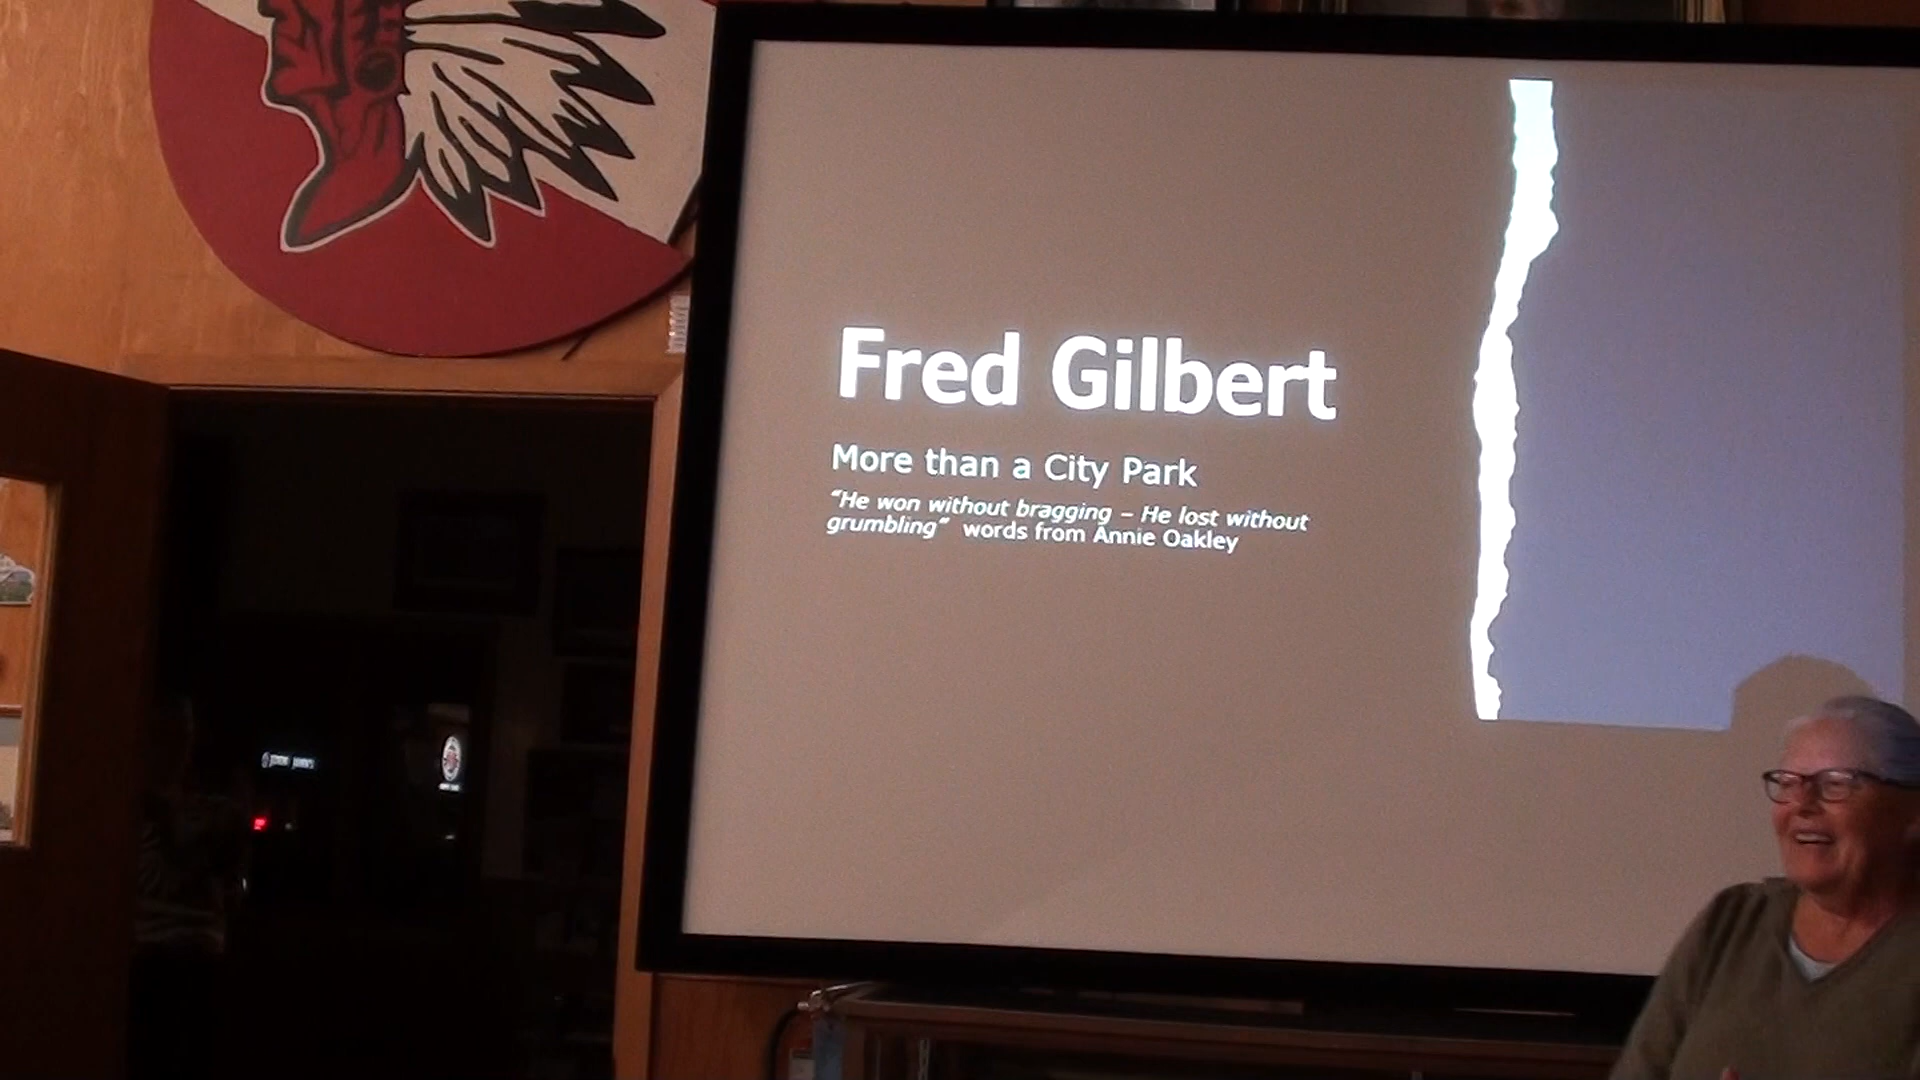 Fred Gilbert
More than a City Park
“He won without bragging – He lost without
grumbling” words from Annie Oakley